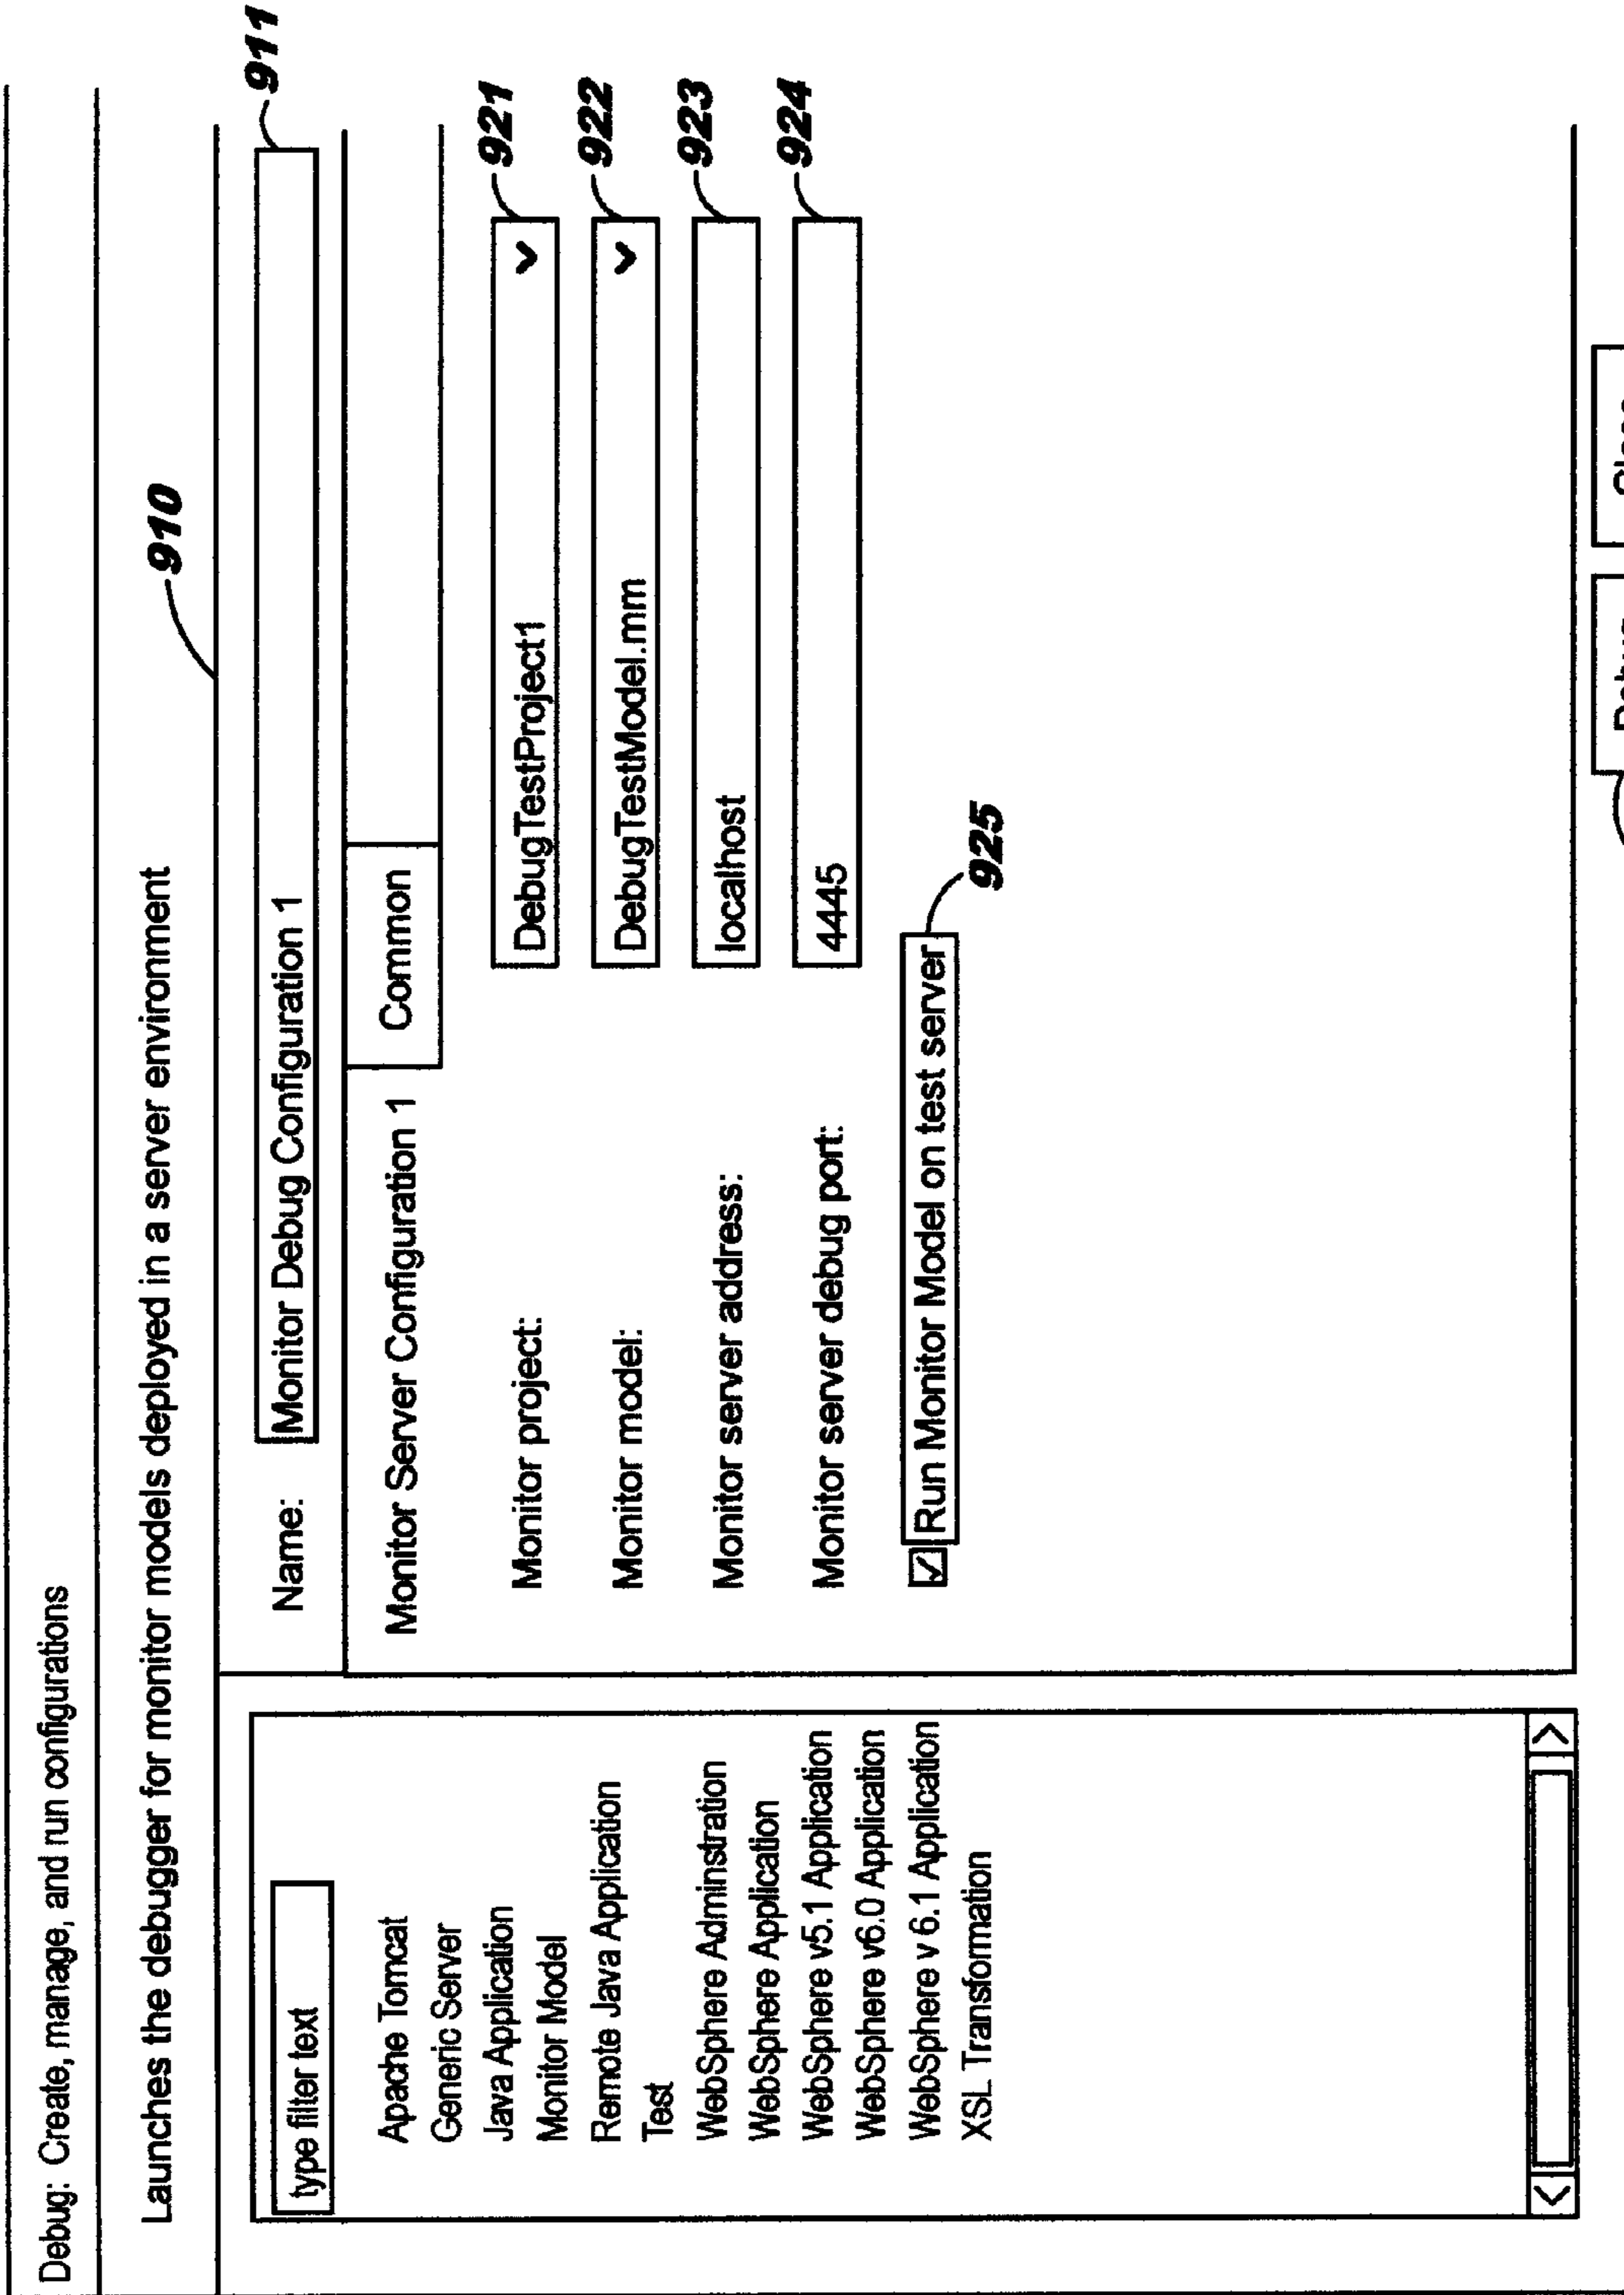 Debug: Create, manage, and run configurations
Launches the debugger for monitor models deployed in a server environment
910
type filter text
Apache Tomcat
Generic Server
Java Application
Monitor Model
Remote Java Application
Test
WebSphere Adminstration
WebSphere Application
WebSphere v5.1 Application
WebSphere v6.0 Application
WebSphere v 6.1 Application
XSL Transformation
Name: Monitor Debug Configuration 1 911
Monitor Server Configuration 1 Common
Monitor project: DebugTestProject1 921
Monitor model: DebugTestModel.mm 922
Monitor server address: localhost 923
Monitor server debug port: 4445 924
Run Monitor Model on test server 925